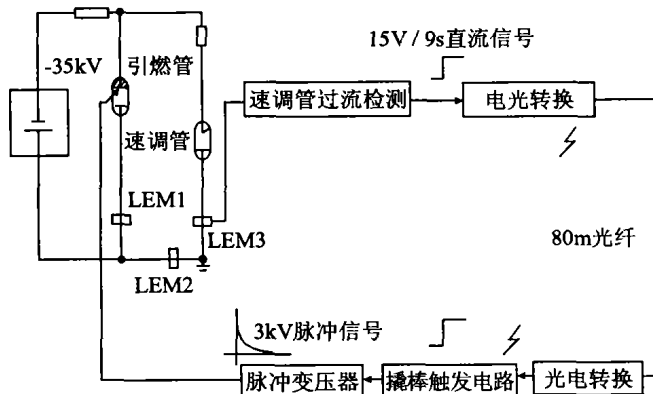 -35kV
引燃管
速调管
LEM1
LEM2
LEM3
15V / 9s直流信号
速调管过流检测
电光转换
80m光纤
3kV脉冲信号
脉冲变压器
撬棒触发电路
光电转换